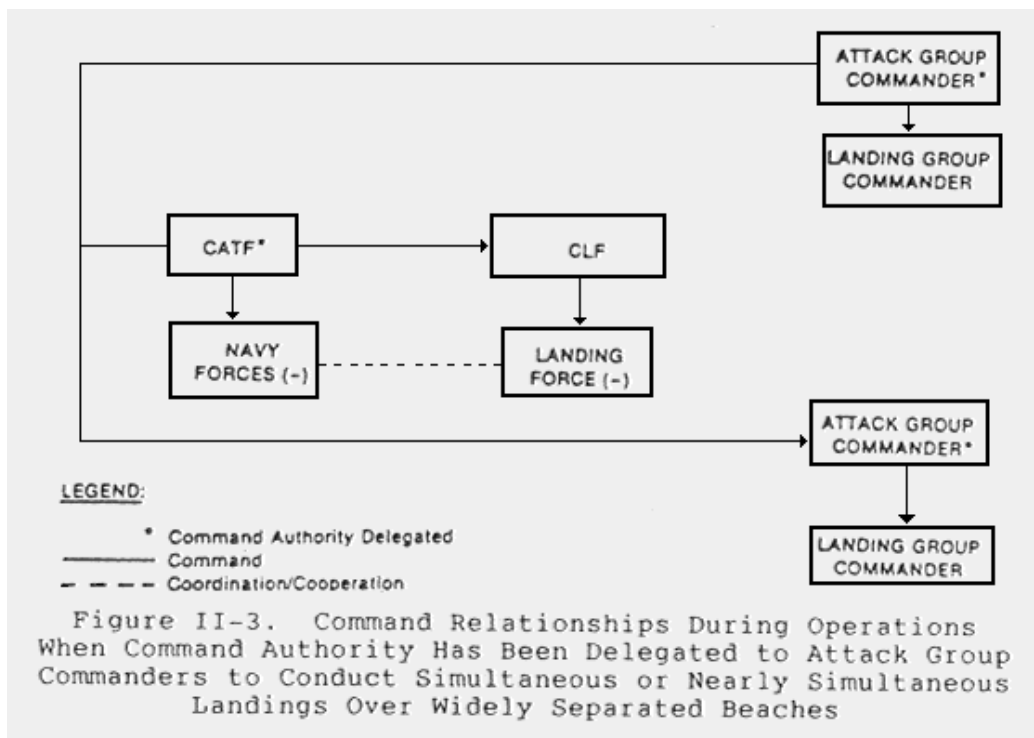 ATTACK GROUP
COMMANDER*
LANDING GROUP
COMMANDER
CATF*
CLF
NAVY
FORCES (-)
LANDING
FORCE (-)
ATTACK GROUP
COMMANDER*
LANDING GROUP
COMMANDER
LEGEND:
* Command Authority Delegated
Command
Coordination/Cooperation
Figure II-3. Command Relationships During Operations
When Command Authority Has Been Delegated to Attack Group
Commanders to Conduct Simultaneous or Nearly Simultaneous
Landings Over Widely Separated Beaches